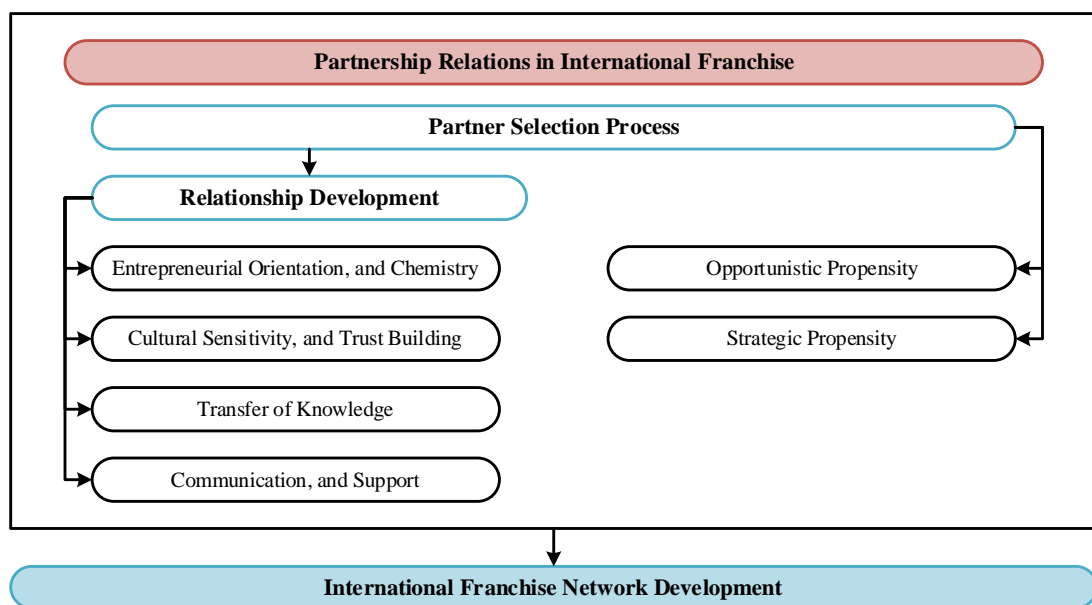 Partnership Relations in International Franchise
Partner Selection Process
Relationship Development
Entrepreneurial Orientation, and Chemistry
Opportunistic Propensity
Cultural Sensitivity, and Trust Building
Strategic Propensity
Transfer of Knowledge
Communication, and Support
International Franchise Network Development